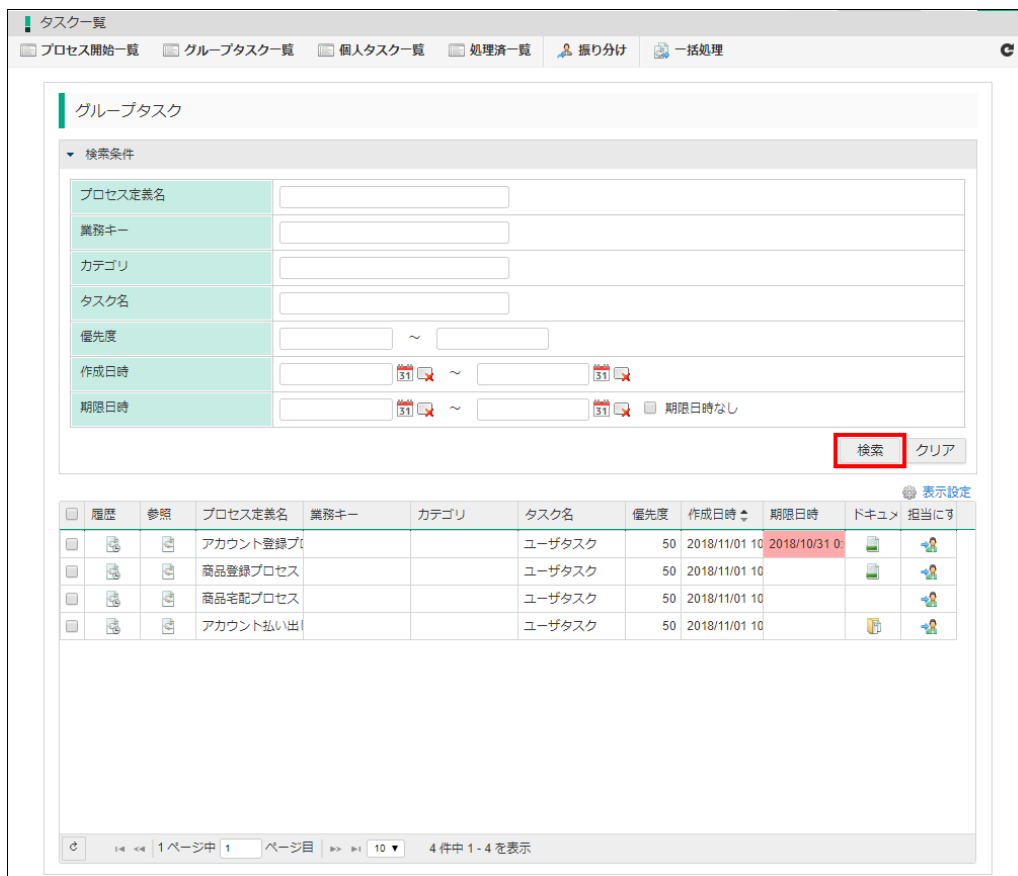 タスク一覧
プロセス開始一覧 グループタスク一覧 個人タスク一覧 処理済一覧 振り分け 一括処理
グループタスク
検索条件
プロセス定義名
業務キー
カテゴリ
タスク名
優先度 ～
作成日時 31 ～ 31
期限日時 31 ～ 31 期限日時なし
検索 クリア
表示設定
履歴 参照 プロセス定義名 業務キー カテゴリ タスク名 優先度 作成日時 期限日時 ドキュメ 担当にす
アカウント登録プロ ユーザタスク 50 2018/11/01 10 2018/10/31 0:
商品登録プロセス ユーザタスク 50 2018/11/01 10
商品宅配プロセス ユーザタスク 50 2018/11/01 10
アカウント払い出し ユーザタスク 50 2018/11/01 10
1 ページ中 1 ページ目 10 4 件中 1 - 4 を表示